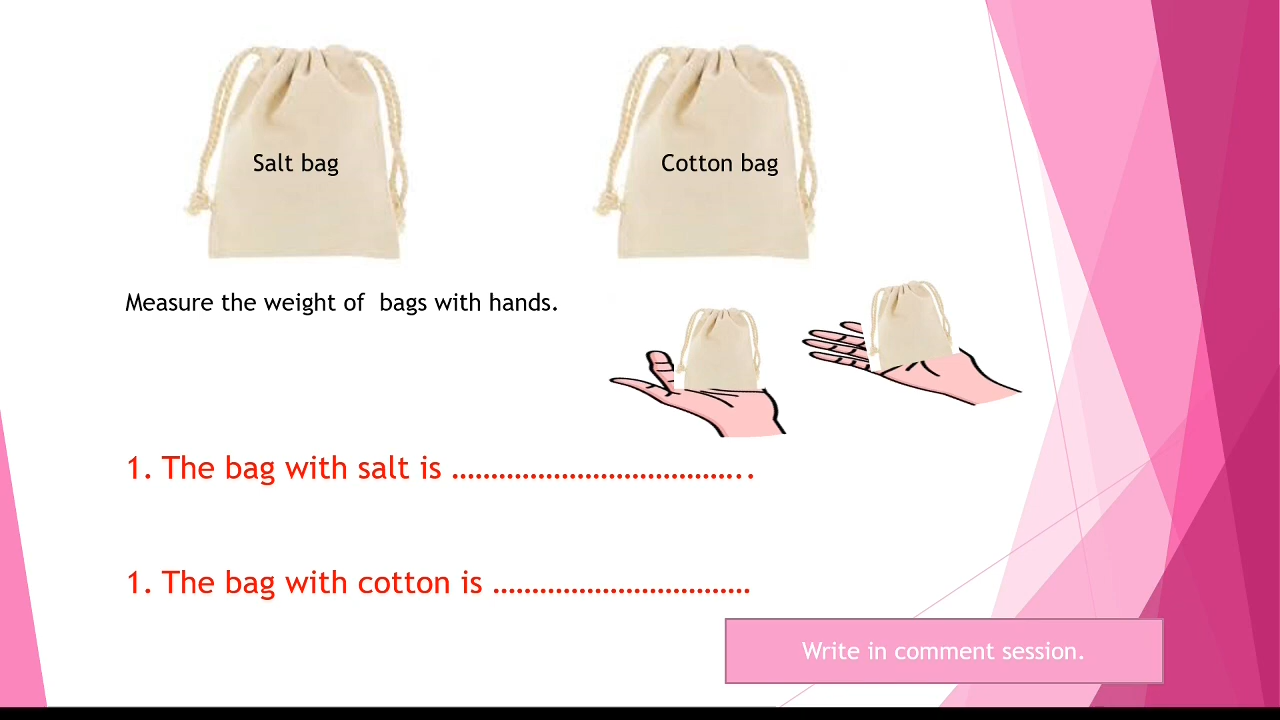 Salt bag
Cotton bag
Measure the weight of  bags with hands.
1. The bag with salt is ………………………………..
1. The bag with cotton is ……………………………
Write in comment session.